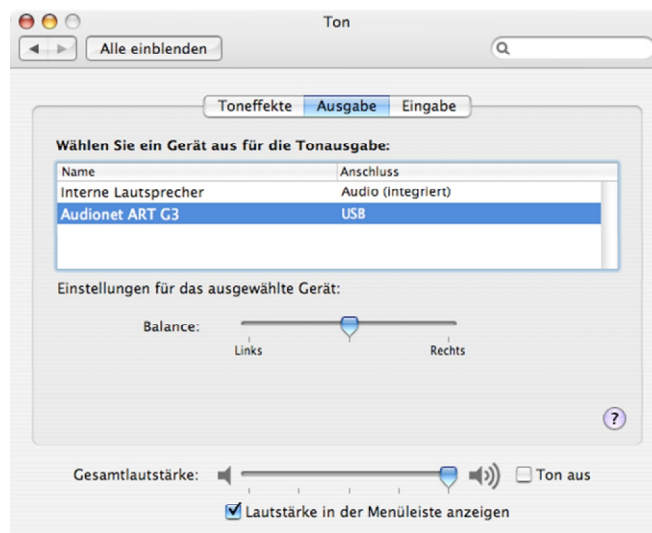 Ton
Alle einblenden
Toneffekte Ausgabe Eingabe
Wählen Sie ein Gerät aus für die Tonausgabe:
Name Anschluss
Interne Lautsprecher Audio (integriert)
Audionet ART G3 USB
Einstellungen für das ausgewählte Gerät:
Balance:
Links Rechts
?
Gesamtlautstärke: Ton aus
Lautstärke in der Menüleiste anzeigen